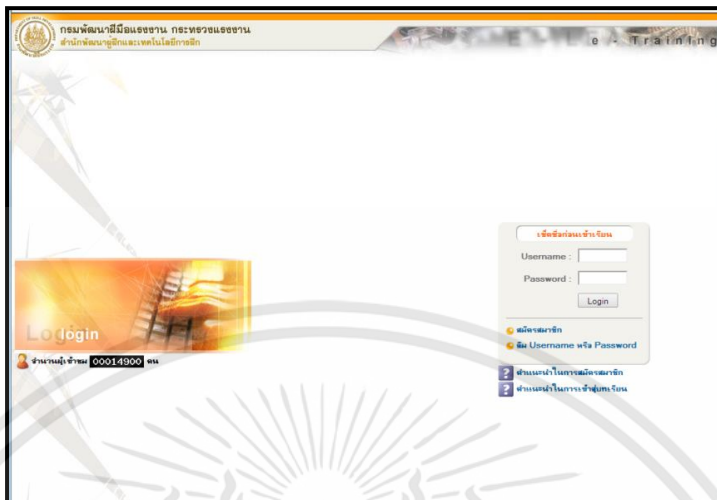 กรมพัฒนาฝีมือแรงงาน กระทรวงแรงงาน
สำนักพัฒนาผู้ฝึกและเทคโนโลยีการฝึก
e - Training
เช็คชื่อก่อนเข้าเรียน
Username :
Password :
Login
Login
login
สมัครสมาชิก
ลืม Username หรือ Password
จำนวนผู้เข้าชม 00014900 คน
คำแนะนำในการสมัครสมาชิก
คำแนะนำในการเข้าสู่บทเรียน